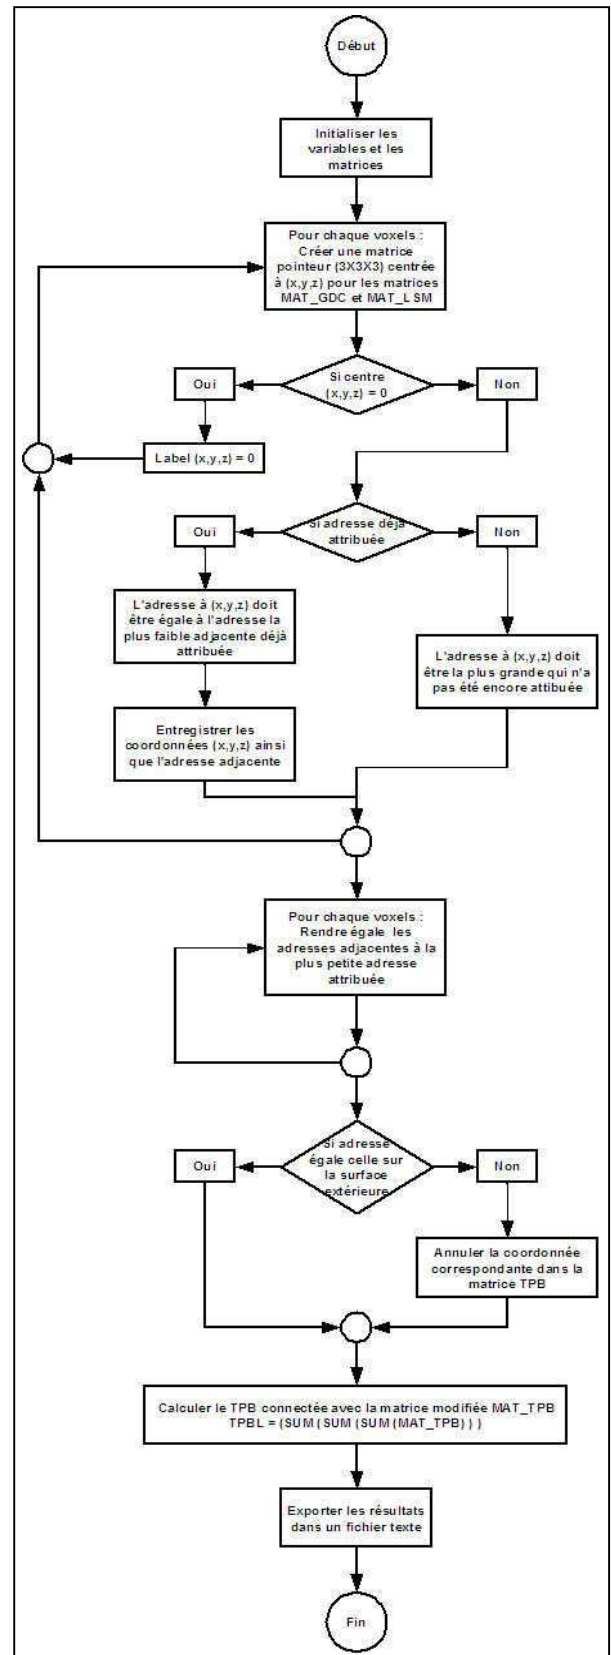 Début
Initialiser les
variables et les
matrices
Pour chaque voxels :
Créer une matrice
pointeur (3X3X3) centrée
à (x,y,z) pour les matrices
MAT_GDC et MAT_LSM
Si centre
(x,y,z) = 0
Oui
Non
Label (x,y,z) = 0
Si adresse déjà
attribuée
Oui
Non
L'adresse à (x,y,z) doit
être égale à l'adresse la
plus faible adjacente déjà
attribuée
L'adresse à (x,y,z) doit
être la plus grande qui n'a
pas été encore attibuée
Entregistrer les
coordonnées (x,y,z) ainsi
que l'adresse adjacente
Pour chaque voxels :
Rendre égale les
adresses adjacentes à la
plus petite adresse
attribuée
Si adresse
égale celle sur
la surface
extérieure
Oui
Non
Annuler la coordonnée
correspondante dans la
matrice TPB
Calculer le TPB connectée avec la matrice modifiée MAT_TPB
TPBL = (SUM (SUM (SUM (MAT_TPB) ) )
Exporter les résultats
dans un fichier texte
Fin